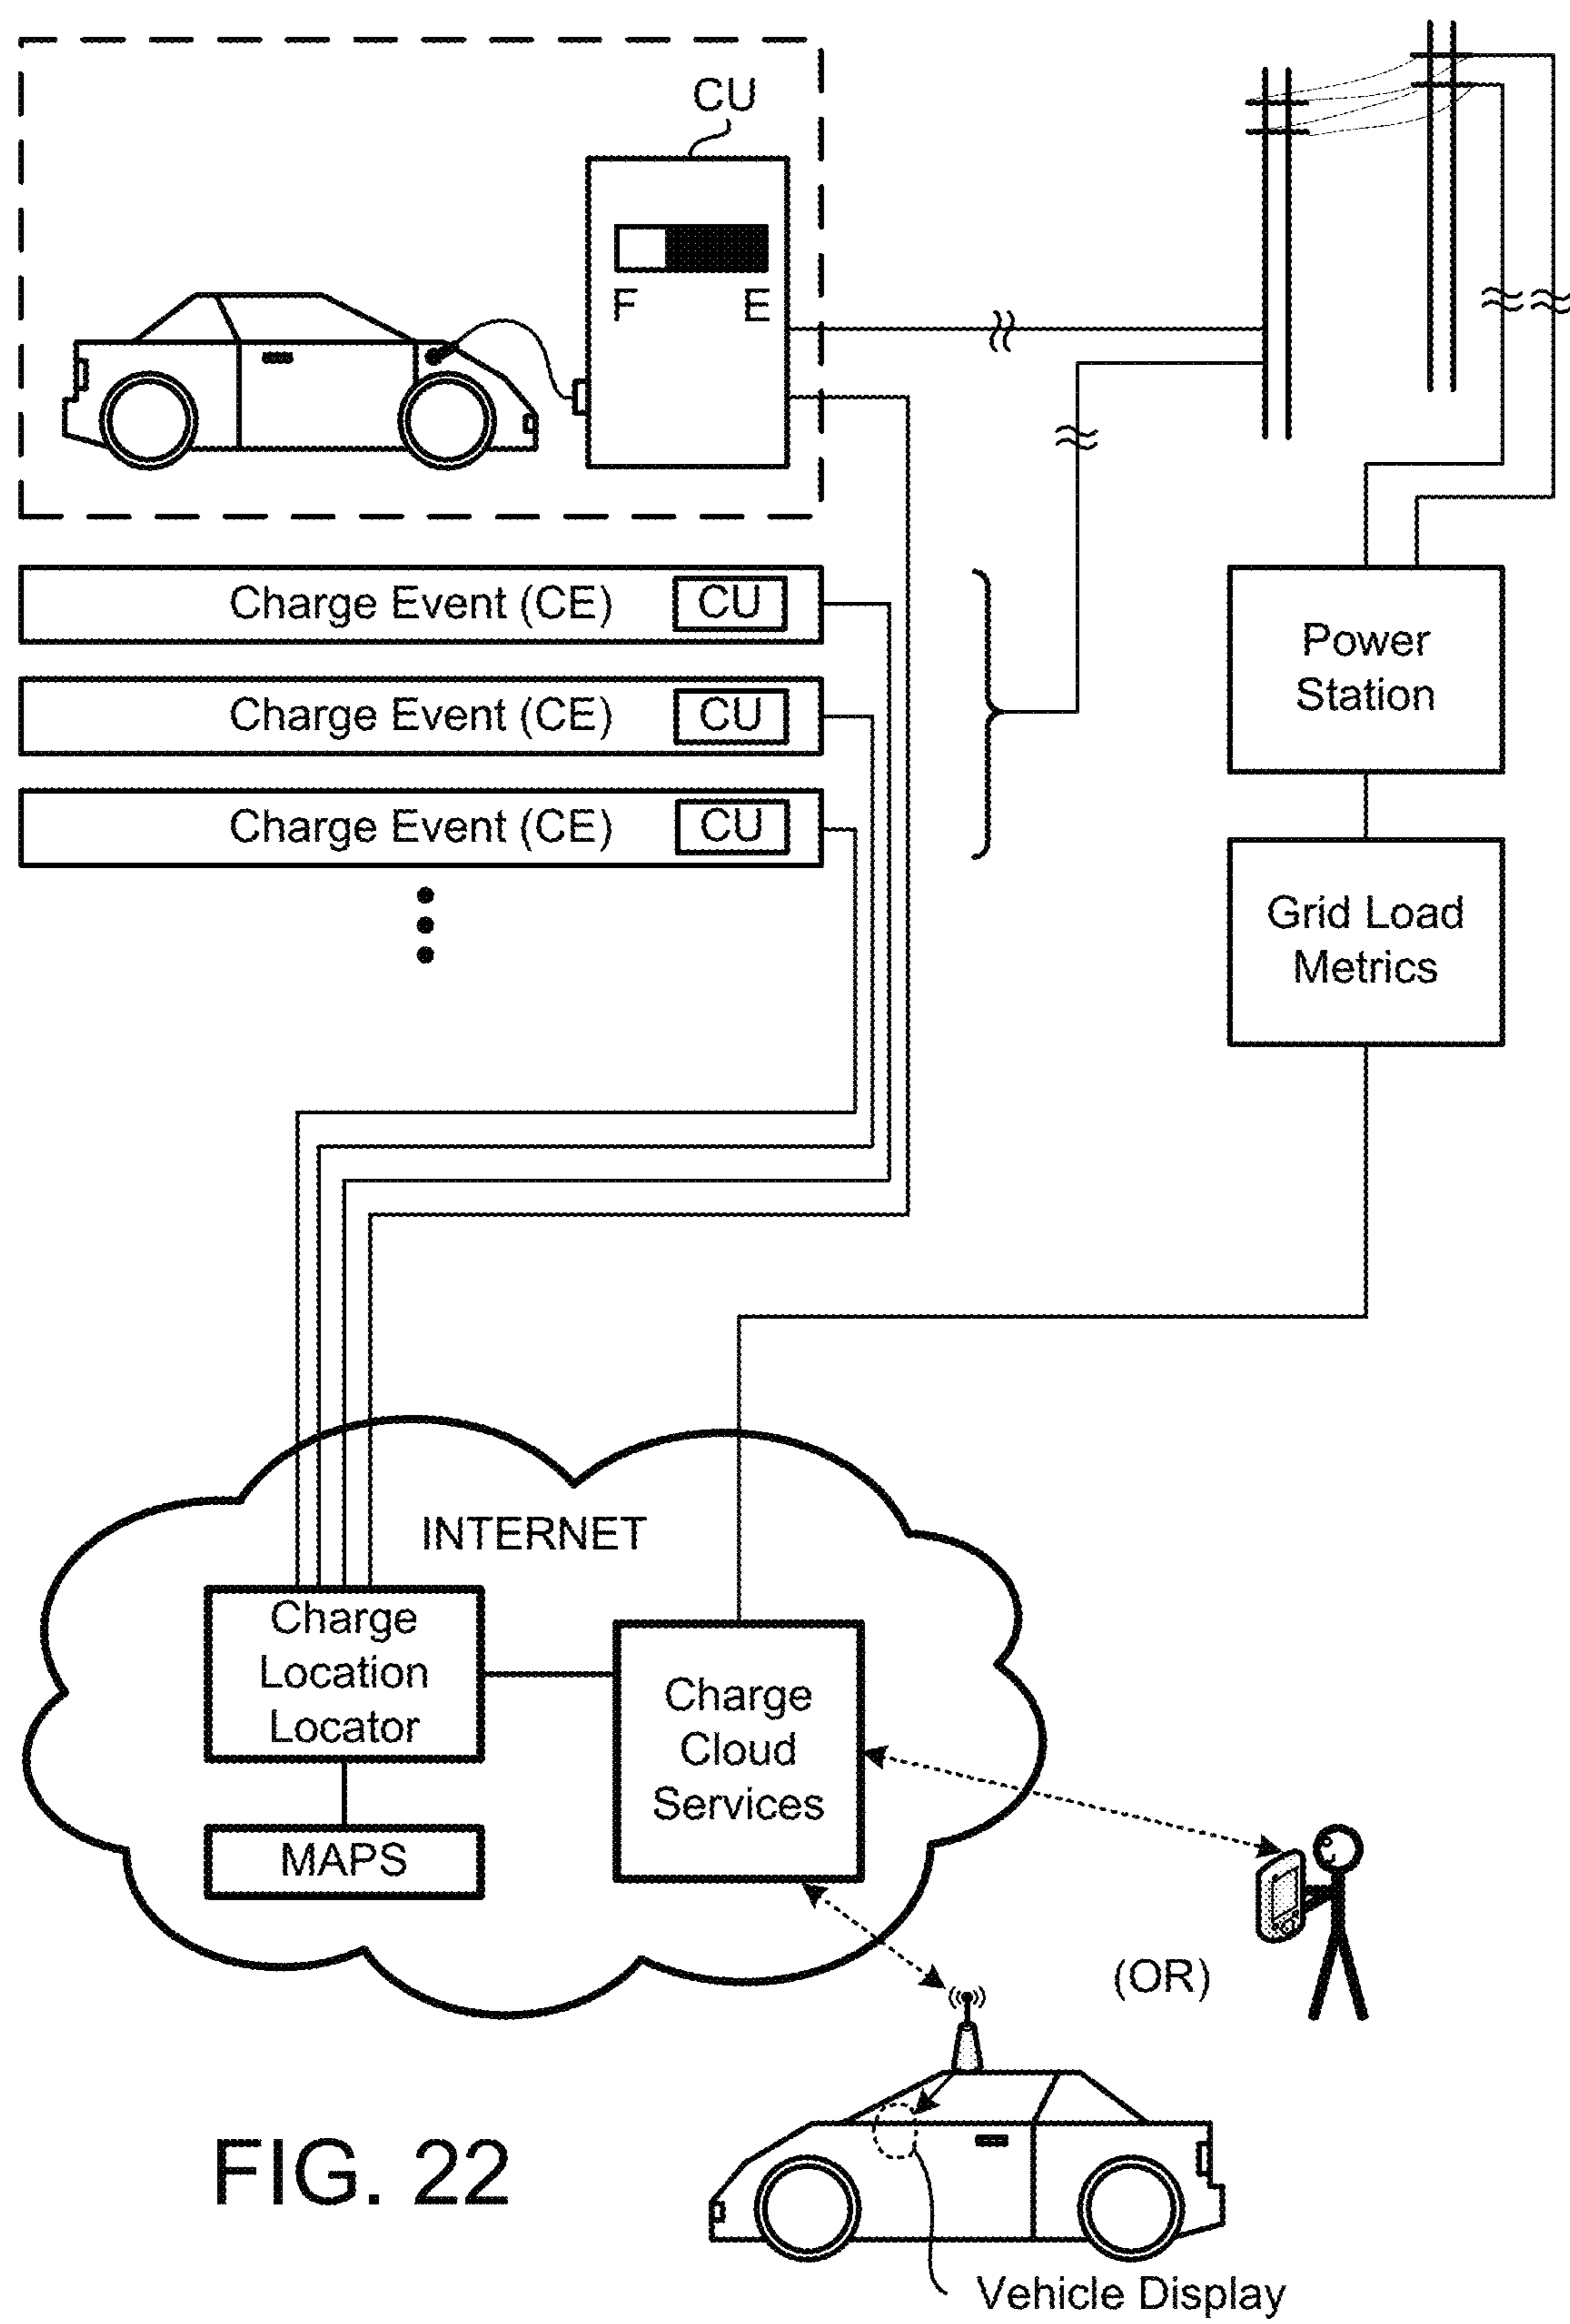 CU
F E
Charge Event (CE) CU
Charge Event (CE) CU
Charge Event (CE) CU
Power
Station
Grid Load
Metrics
INTERNET
Charge
Location
Locator
MAPS
Charge
Cloud
Services
(OR)
FIG. 22
Vehicle Display